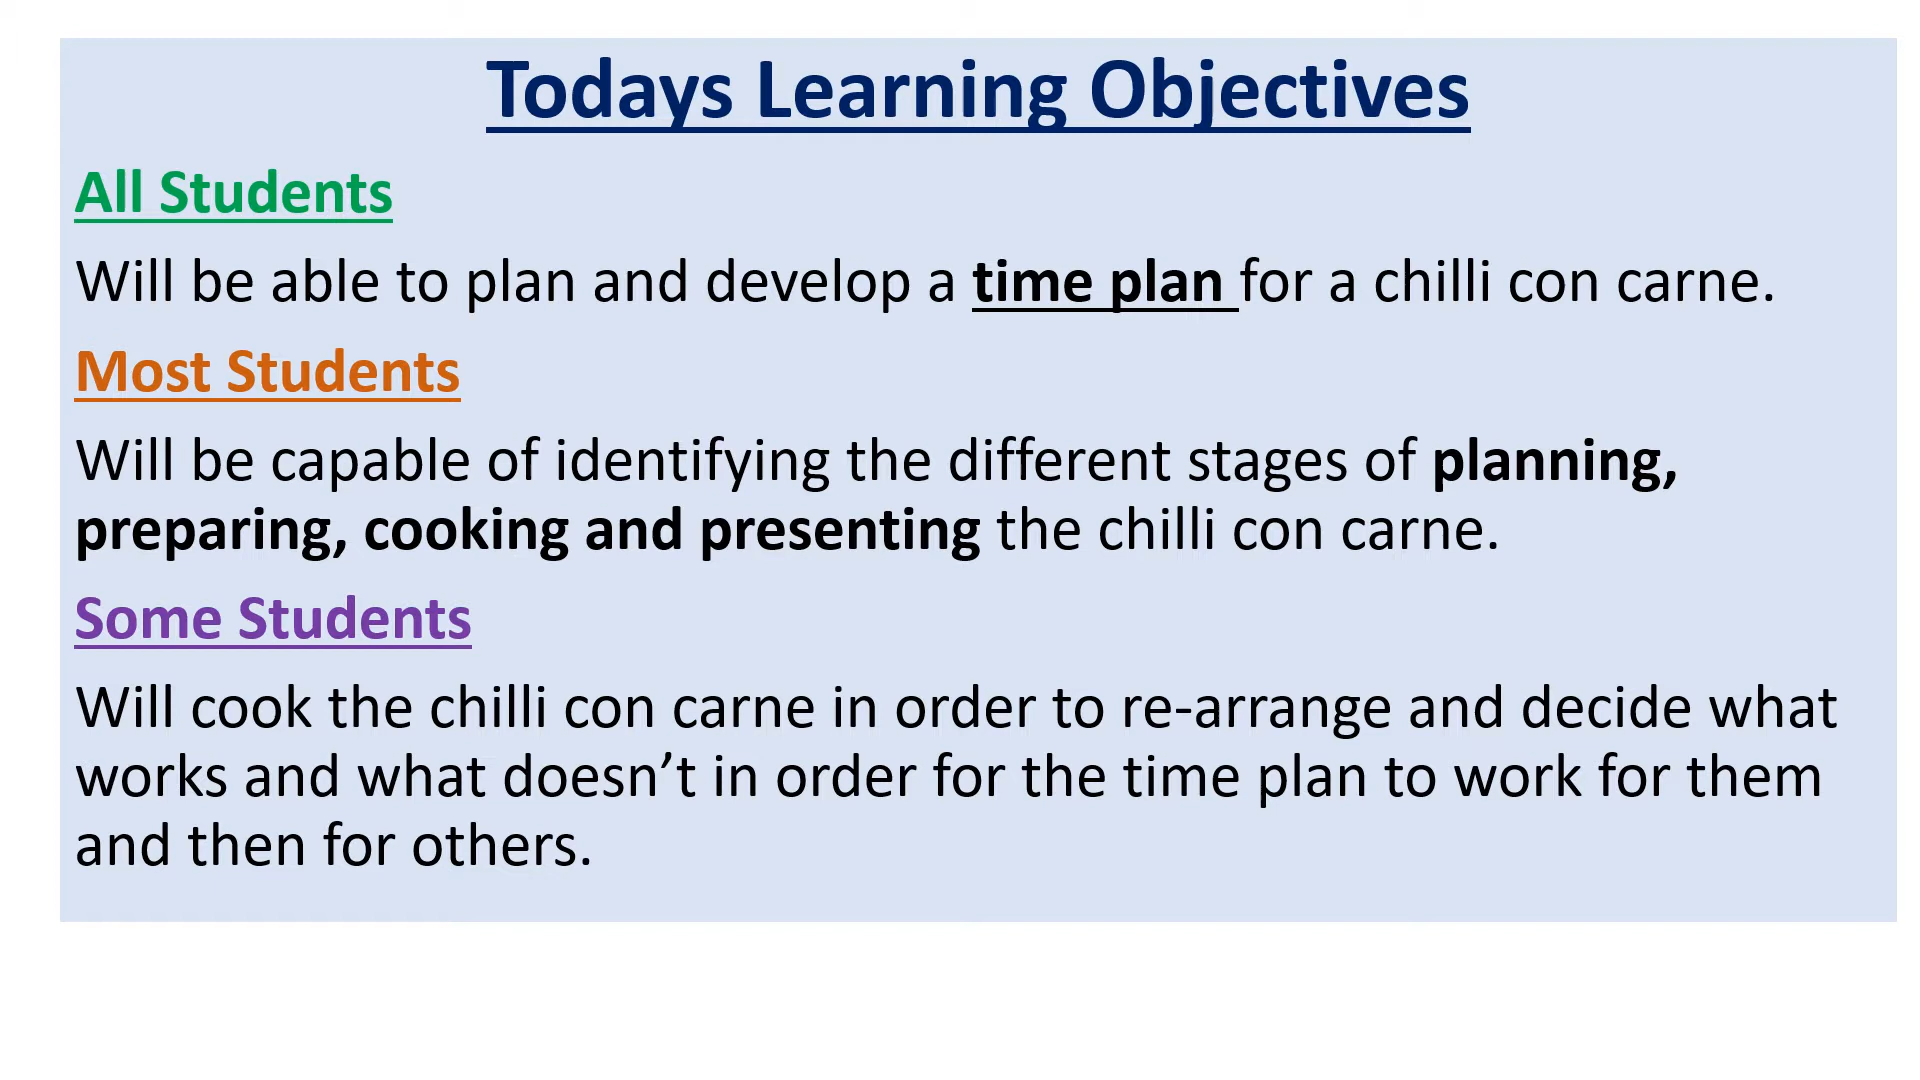 Todays Learning Objectives
All Students
Will be able to plan and develop a time plan for a chilli con carne.
Most Students
Will be capable of identifying the different stages of planning,
preparing, cooking and presenting the chilli con carne.
Some Students
Will cook the chilli con carne in order to re-arrange and decide what
works and what doesn’t in order for the time plan to work for them
and then for others.